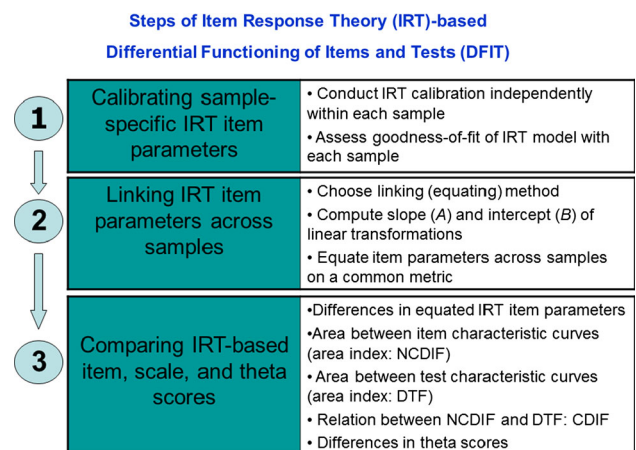 Steps of Item Response Theory (IRT)-based
Differential Functioning of Items and Tests (DFIT)
1
Calibrating sample-
specific IRT item
parameters
• Conduct IRT calibration independently
within each sample
• Assess goodness-of-fit of IRT model with
each sample
2
Linking IRT item
parameters across
samples
• Choose linking (equating) method
• Compute slope (A) and intercept (B) of
linear transformations
• Equate item parameters across samples
on a common metric
3
Comparing IRT-based
item, scale, and theta
scores
•Differences in equated IRT item parameters
•Area between item characteristic curves
(area index: NCDIF)
• Area between test characteristic curves
(area index: DTF)
• Relation between NCDIF and DTF: CDIF
• Differences in theta scores